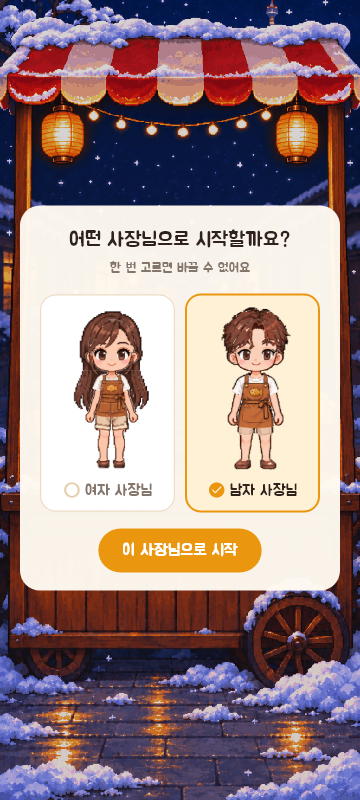 어떤 사장님으로 시작할까요?
한 번 고르면 바꿀 수 없어요
여자 사장님
남자 사장님
이 사장님으로 시작